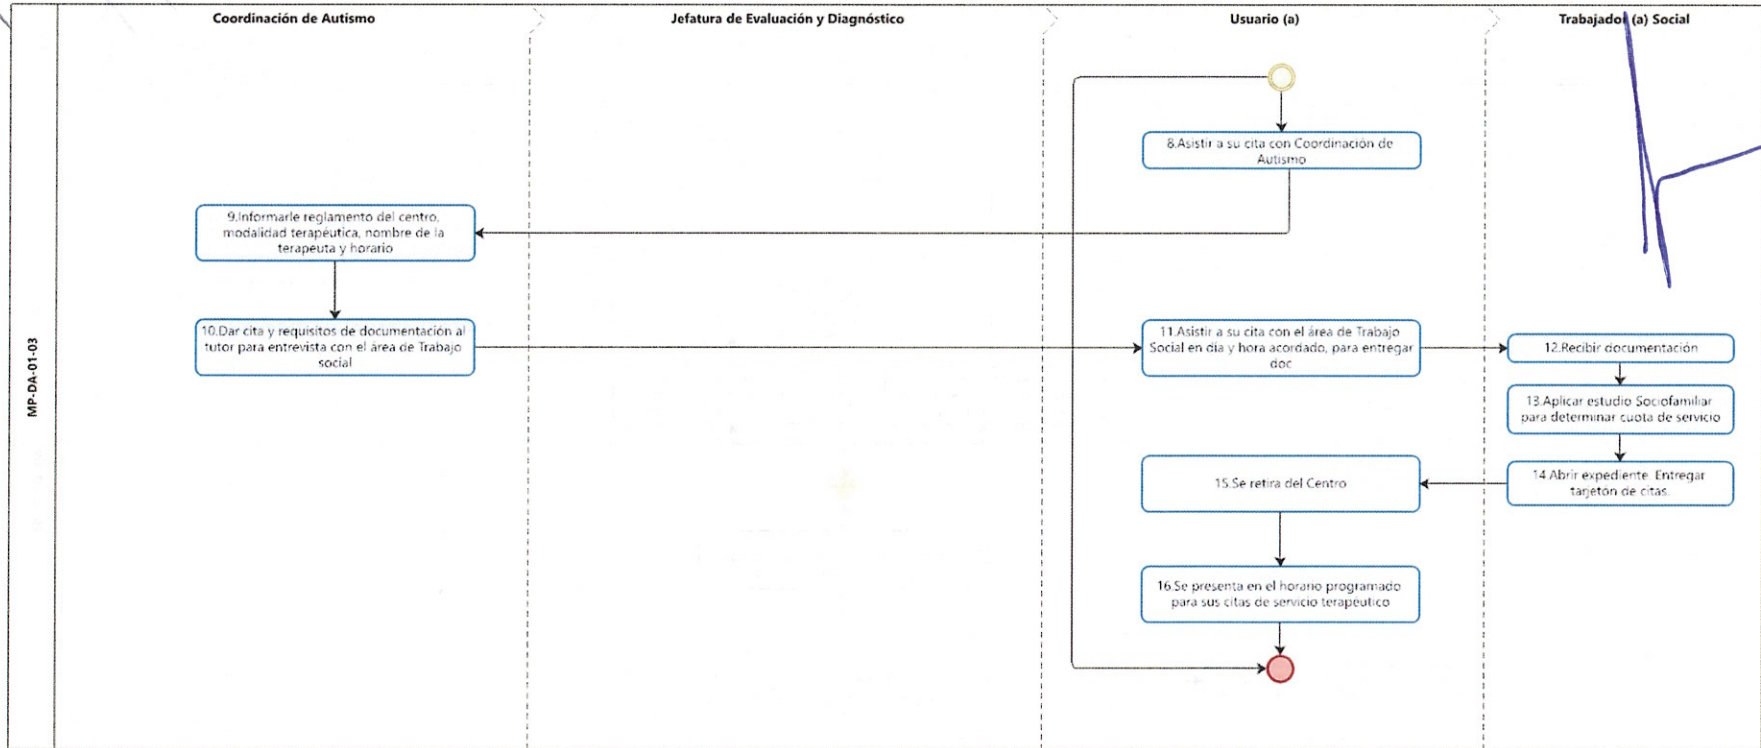 Coordinación de Autismo
Jefatura de Evaluación y Diagnóstico
Usuario (a)
Trabajador (a) Social
MP-DA-01-03
8.Asistir a su cita con Coordinación de
Autismo
9.Informarle reglamento del centro,
modalidad terapéutica, nombre de la
terapeuta y horario
10.Dar cita y requisitos de documentación al
tutor para entrevista con el área de Trabajo
social
11.Asistir a su cita con el área de Trabajo
Social en día y hora acordado, para entregar
doc
12.Recibir documentación
13.Aplicar estudio Sociofamiliar
para determinar cuota de servicio
14.Abrir expediente. Entregar
tarjetón de citas.
15.Se retira del Centro
16.Se presenta en el horario programado
para sus citas de servicio terapéutico